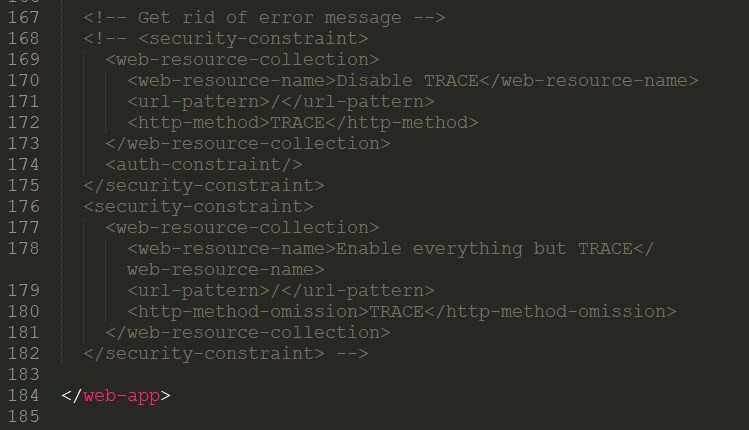 167 <!-- Get rid of error message -->
168 <!-- <security-constraint>
169 <web-resource-collection>
170 <web-resource-name>Disable TRACE</web-resource-name>
171 <url-pattern>/</url-pattern>
172 <http-method>TRACE</http-method>
173 </web-resource-collection>
174 <auth-constraint/>
175 </security-constraint>
176 <security-constraint>
177 <web-resource-collection>
178 <web-resource-name>Enable everything but TRACE</
web-resource-name>
179 <url-pattern>/</url-pattern>
180 <http-method-omission>TRACE</http-method-omission>
181 </web-resource-collection>
182 </security-constraint> -->
183
184 </web-app>
185